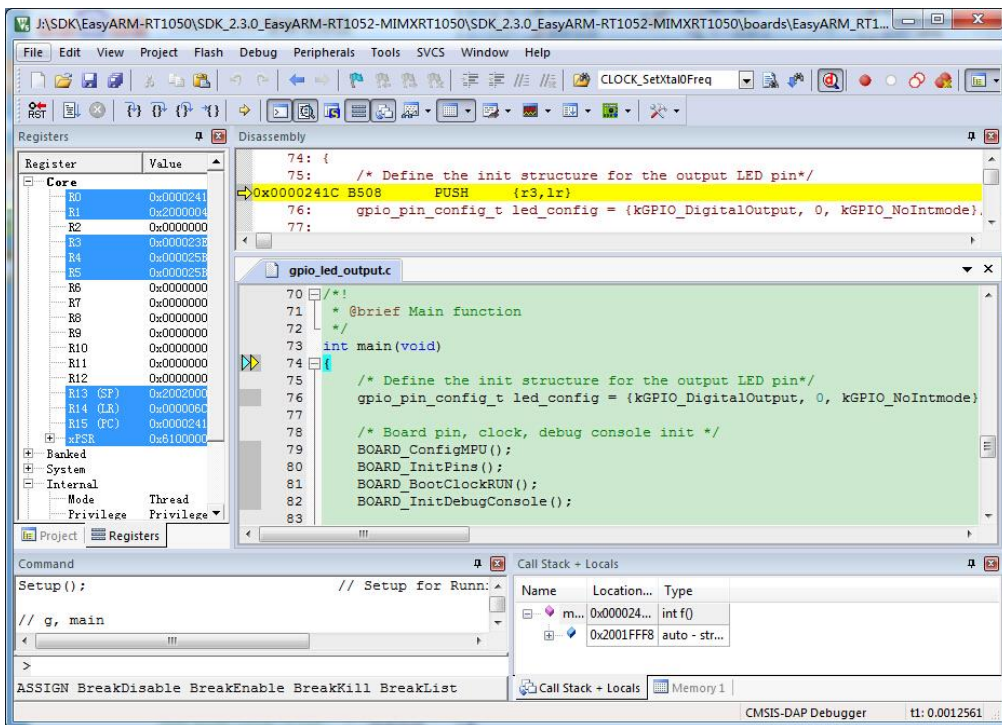 J:\SDK\EasyARM-RT1050\SDK_2.3.0_EasyARM-RT1052-MIMXRT1050\SDK_2.3.0_EasyARM-RT1052-MIMXRT1050\boards\EasyARM_RT1...
File Edit View Project Flash Debug Peripherals Tools SVCS Window Help
CLOCK_SetXtal0Freq
RST
Registers
Register Value
Core
R0 0x0000241
R1 0x2000004
R2 0x0000000
R3 0x000023E
R4 0x000025B
R5 0x000025B
R6 0x0000000
R7 0x0000000
R8 0x0000000
R9 0x0000000
R10 0x0000000
R11 0x0000000
R12 0x0000000
R13 (SP) 0x2002000
R14 (LR) 0x000006C
R15 (PC) 0x0000241
xPSR 0x6100000
Banked
System
Internal
Mode Thread
Privilege Privilege
Project Registers
Disassembly
74: {
75: /* Define the init structure for the output LED pin*/
0x0000241C B508 PUSH {r3,lr}
76: gpio_pin_config_t led_config = {kGPIO_DigitalOutput, 0, kGPIO_NoIntmode}
77:
gpio_led_output.c
70 /*!
71 * @brief Main function
72 */
73 int main(void)
74 {
75 /* Define the init structure for the output LED pin*/
76 gpio_pin_config_t led_config = {kGPIO_DigitalOutput, 0, kGPIO_NoIntmode}
77
78 /* Board pin, clock, debug console init */
79 BOARD_ConfigMPU();
80 BOARD_InitPins();
81 BOARD_BootClockRUN();
82 BOARD_InitDebugConsole();
83
Command
Setup(); // Setup for Runn:
// g, main
>
ASSIGN BreakDisable BreakEnable BreakKill BreakList
Call Stack + Locals
Name Location... Type
m... 0x000024... int f()
0x2001FFF8 auto - str...
Call Stack + Locals Memory 1
CMSIS-DAP Debugger t1: 0.0012561